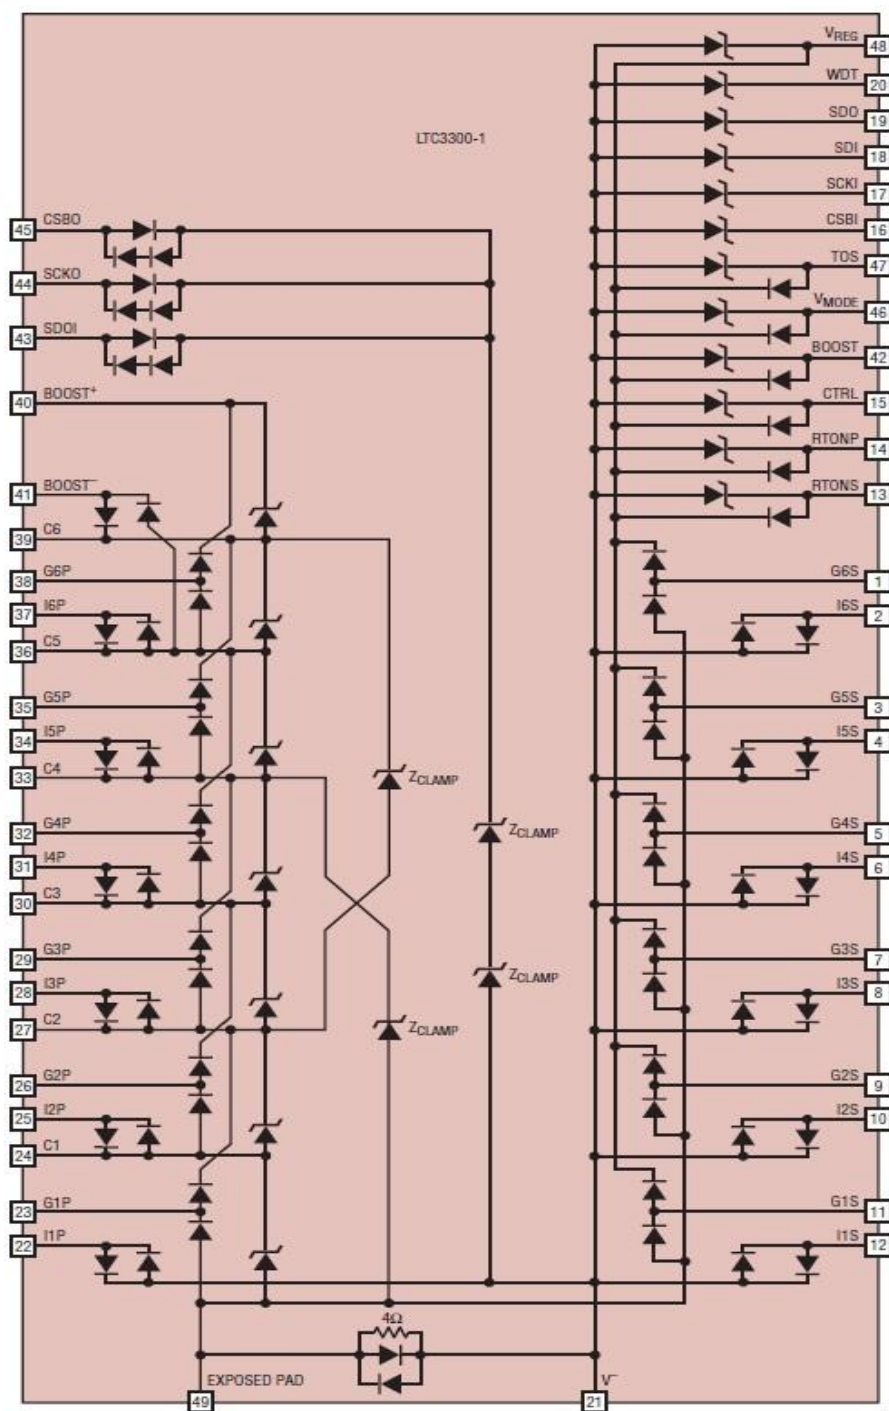 LTC3300-1
VREG 48
WDT 20
SDO 19
SDI 18
SCKI 17
CSBI 16
TOS 47
VMODE 46
BOOST 42
CTRL 15
RTONP 14
RTONS 13
45 CSBO
44 SCKO
43 SDOI
40 BOOST+
41 BOOST−
39 C6
38 G6P
37 I6P
36 C5
35 G5P
34 I5P
33 C4
32 G4P
31 I4P
30 C3
29 G3P
28 I3P
27 C2
26 G2P
25 I2P
24 C1
23 G1P
22 I1P
ZCLAMP
ZCLAMP
ZCLAMP
ZCLAMP
G6S 1
I6S 2
G5S 3
I5S 4
G4S 5
I4S 6
G3S 7
I3S 8
G2S 9
I2S 10
G1S 11
I1S 12
4Ω
EXPOSED PAD
49
V−
21